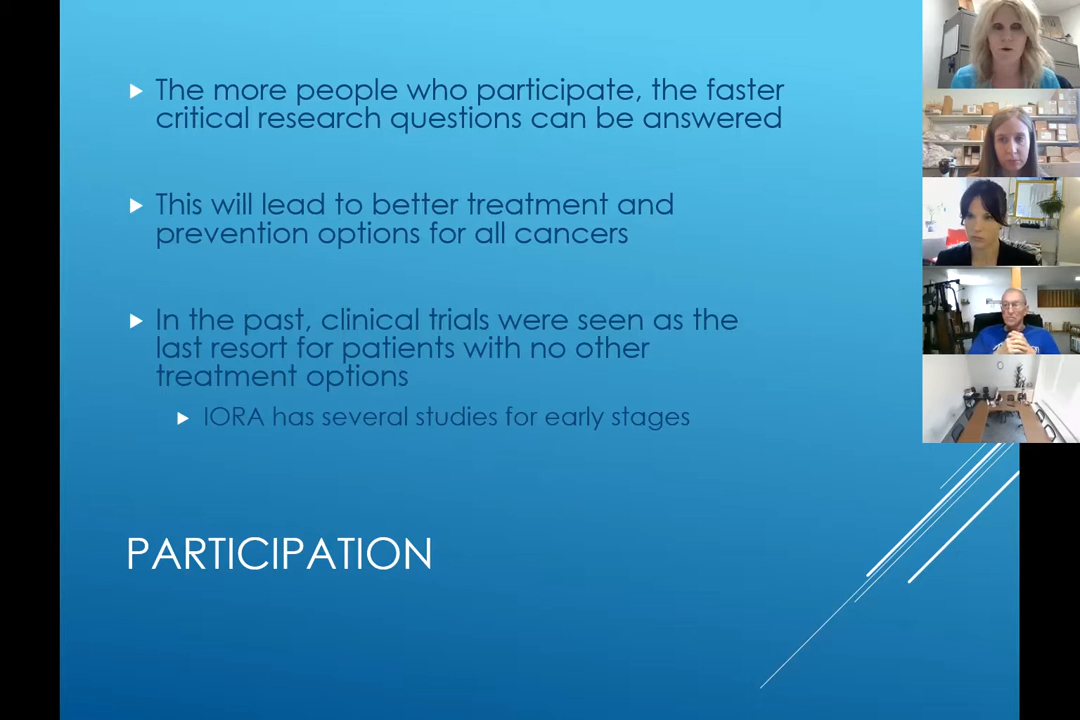 The more people who participate, the faster
critical research questions can be answered
This will lead to better treatment and
prevention options for all cancers
In the past, clinical trials were seen as the
last resort for patients with no other
treatment options
IORA has several studies for early stages
PARTICIPATION